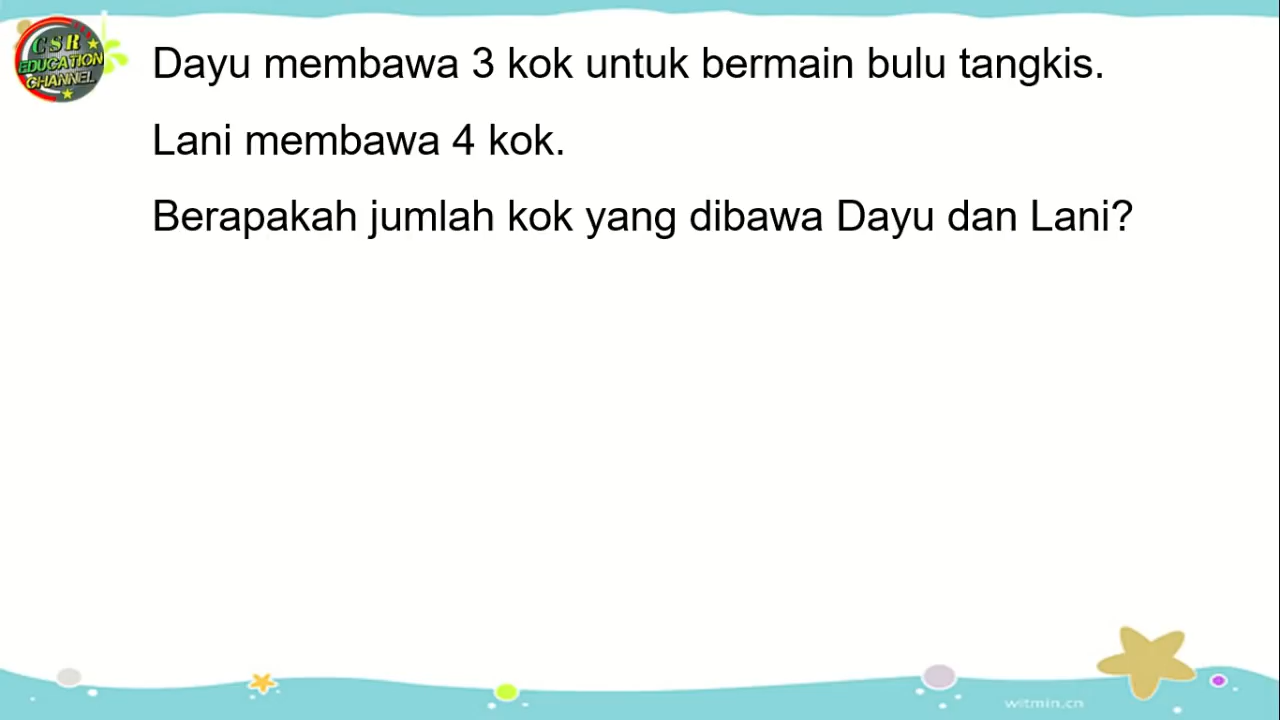 CSR
EDUCATION
CHANNEL
Dayu membawa 3 kok untuk bermain bulu tangkis.
Lani membawa 4 kok.
Berapakah jumlah kok yang dibawa Dayu dan Lani?
witmin.cn